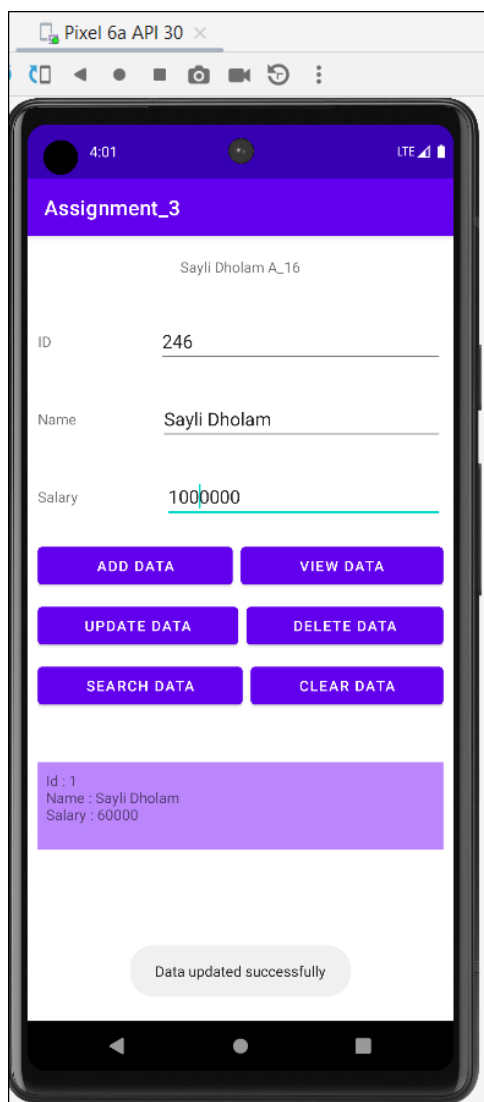 Pixel 6a API 30
4:01 LTE
Assignment_3
Sayli Dholam A_16
ID 246
Name Sayli Dholam
Salary 1000000
ADD DATA VIEW DATA
UPDATE DATA DELETE DATA
SEARCH DATA CLEAR DATA
Id : 1
Name : Sayli Dholam
Salary : 60000
Data updated successfully